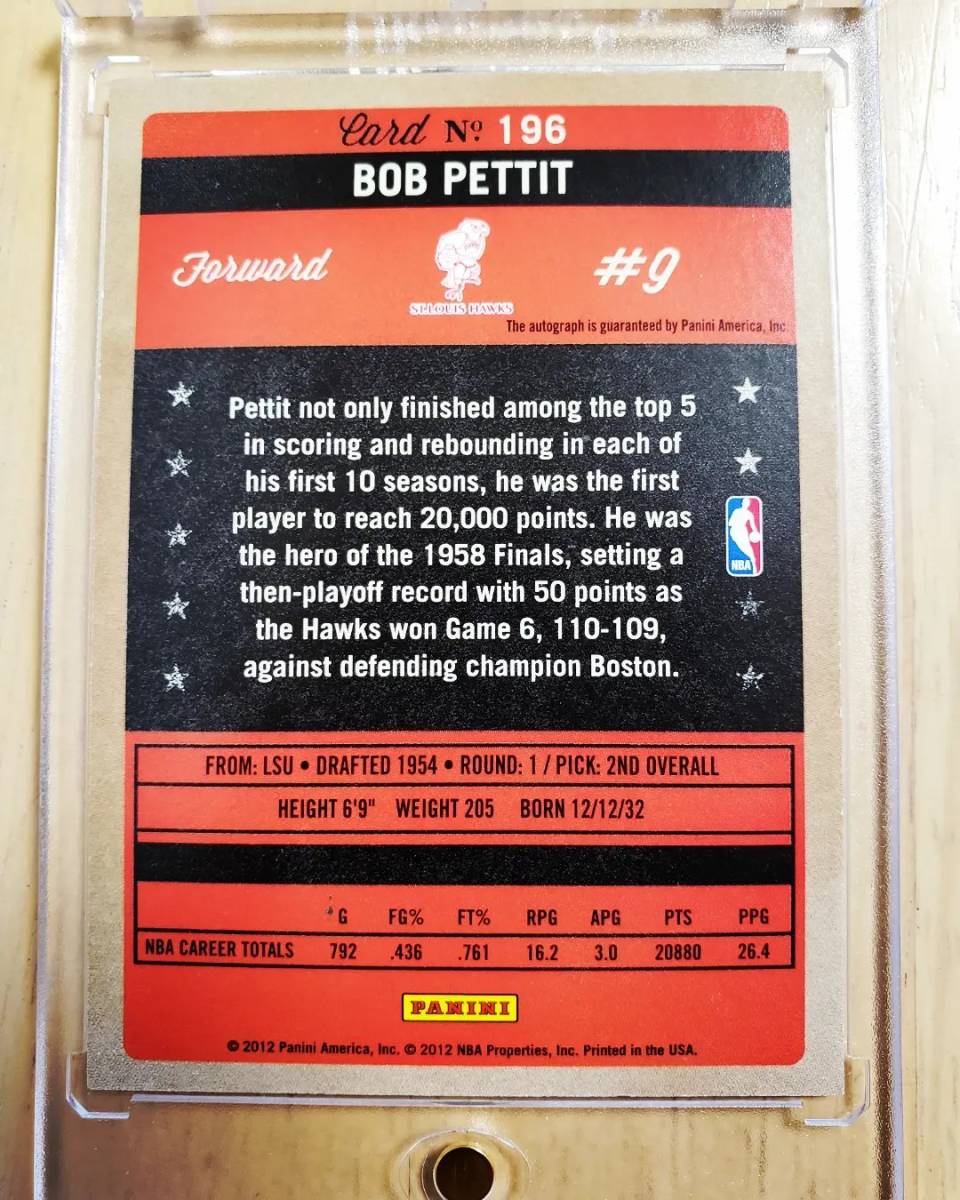 Card Nº 196
BOB PETTIT
Forward
ST. LOUIS HAWKS
#9
The autograph is guaranteed by Panini America, Inc.
Pettit not only finished among the top 5
in scoring and rebounding in each of
his first 10 seasons, he was the first
player to reach 20,000 points. He was
the hero of the 1958 Finals, setting a
then-playoff record with 50 points as
the Hawks won Game 6, 110-109,
against defending champion Boston.
NBA
FROM: LSU • DRAFTED 1954 • ROUND: 1 / PICK: 2ND OVERALL
HEIGHT 6'9" WEIGHT 205 BORN 12/12/32
G FG% FT% RPG APG PTS PPG
NBA CAREER TOTALS 792 .436 .761 16.2 3.0 20880 26.4
PANINI
© 2012 Panini America, Inc. © 2012 NBA Properties, Inc. Printed in the USA.